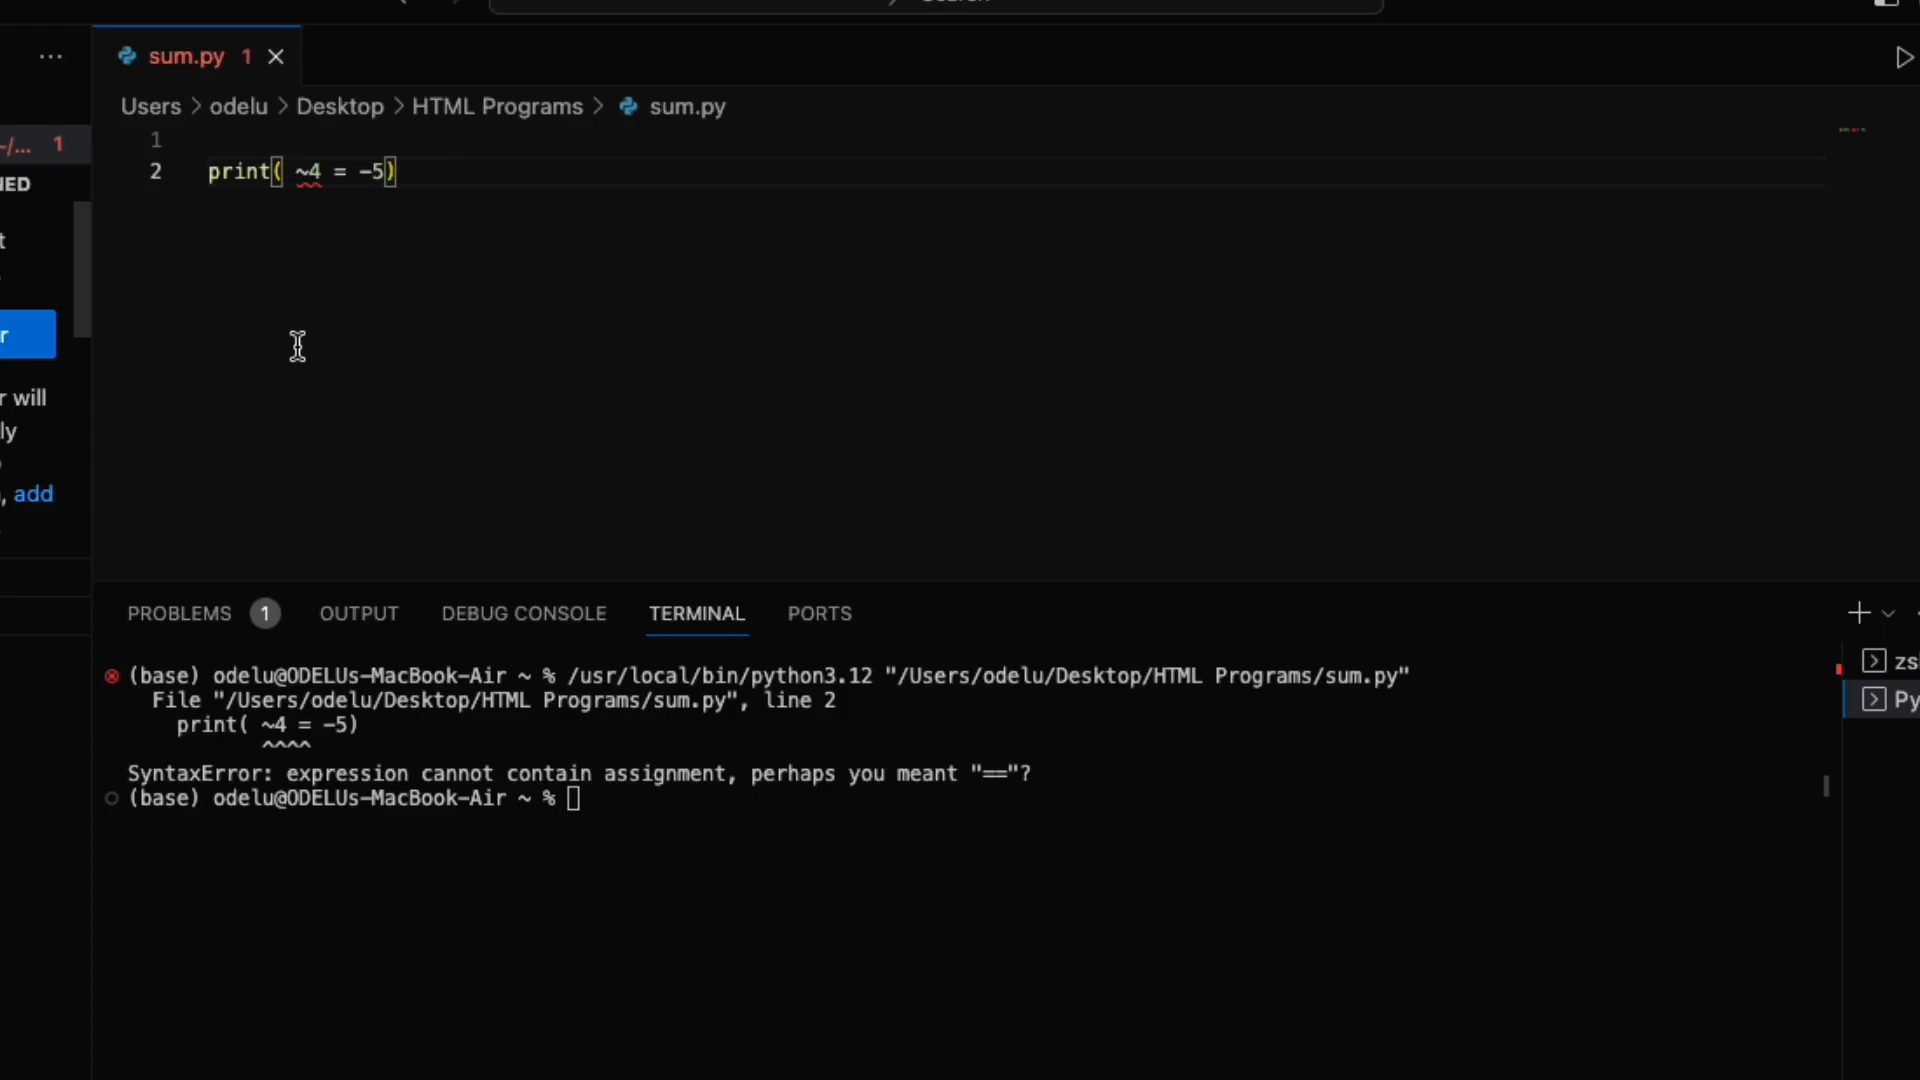 sum.py 1
Users > odelu > Desktop > HTML Programs > sum.py
1
2 print( ~4 = -5)
~/... 1
NED
t
r
r will
ly
, add
PROBLEMS 1 OUTPUT DEBUG CONSOLE TERMINAL PORTS
(base) odelu@ODELUs-MacBook-Air ~ % /usr/local/bin/python3.12 "/Users/odelu/Desktop/HTML Programs/sum.py"
File "/Users/odelu/Desktop/HTML Programs/sum.py", line 2
print( ~4 = -5)
^^^^
SyntaxError: expression cannot contain assignment, perhaps you meant "=="?
(base) odelu@ODELUs-MacBook-Air ~ %
zs
Py